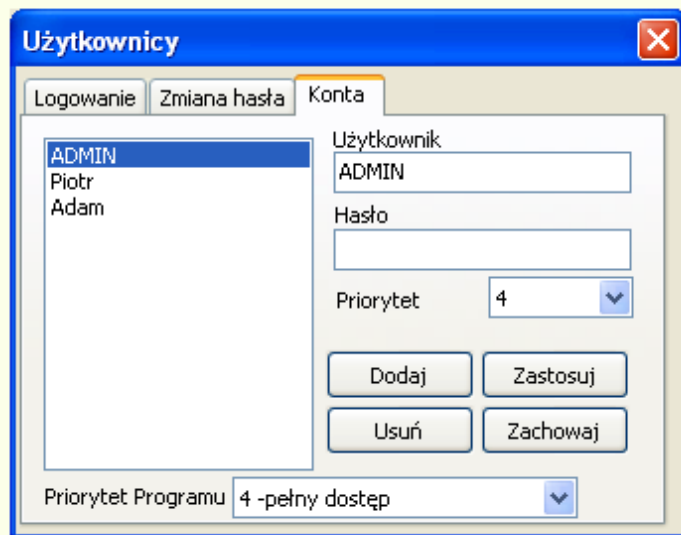 Użytkownicy
Logowanie Zmiana hasła Konta
ADMIN
Piotr
Adam
Użytkownik
ADMIN
Hasło
Priorytet 4
Dodaj Zastosuj
Usuń Zachowaj
Priorytet Programu 4 -pełny dostęp